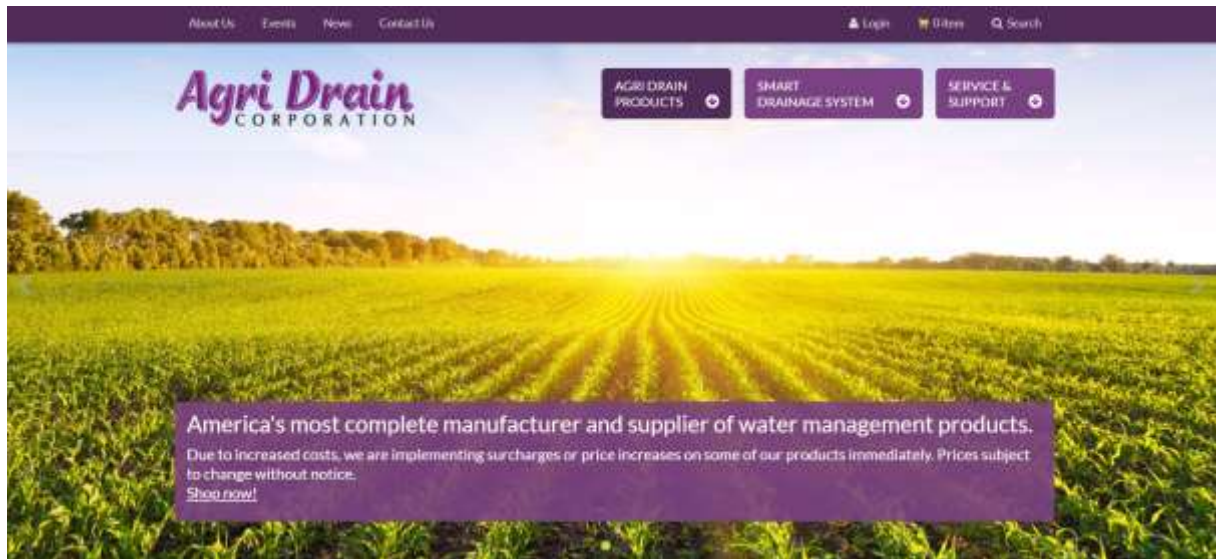 About Us Events News Contact Us Login 0 item Search
Agri Drain
CORPORATION
AGRI DRAIN
PRODUCTS
SMART
DRAINAGE SYSTEM
SERVICE &
SUPPORT
America's most complete manufacturer and supplier of water management products.
Due to increased costs, we are implementing surcharges or price increases on some of our products immediately. Prices subject
to change without notice.
Shop now!